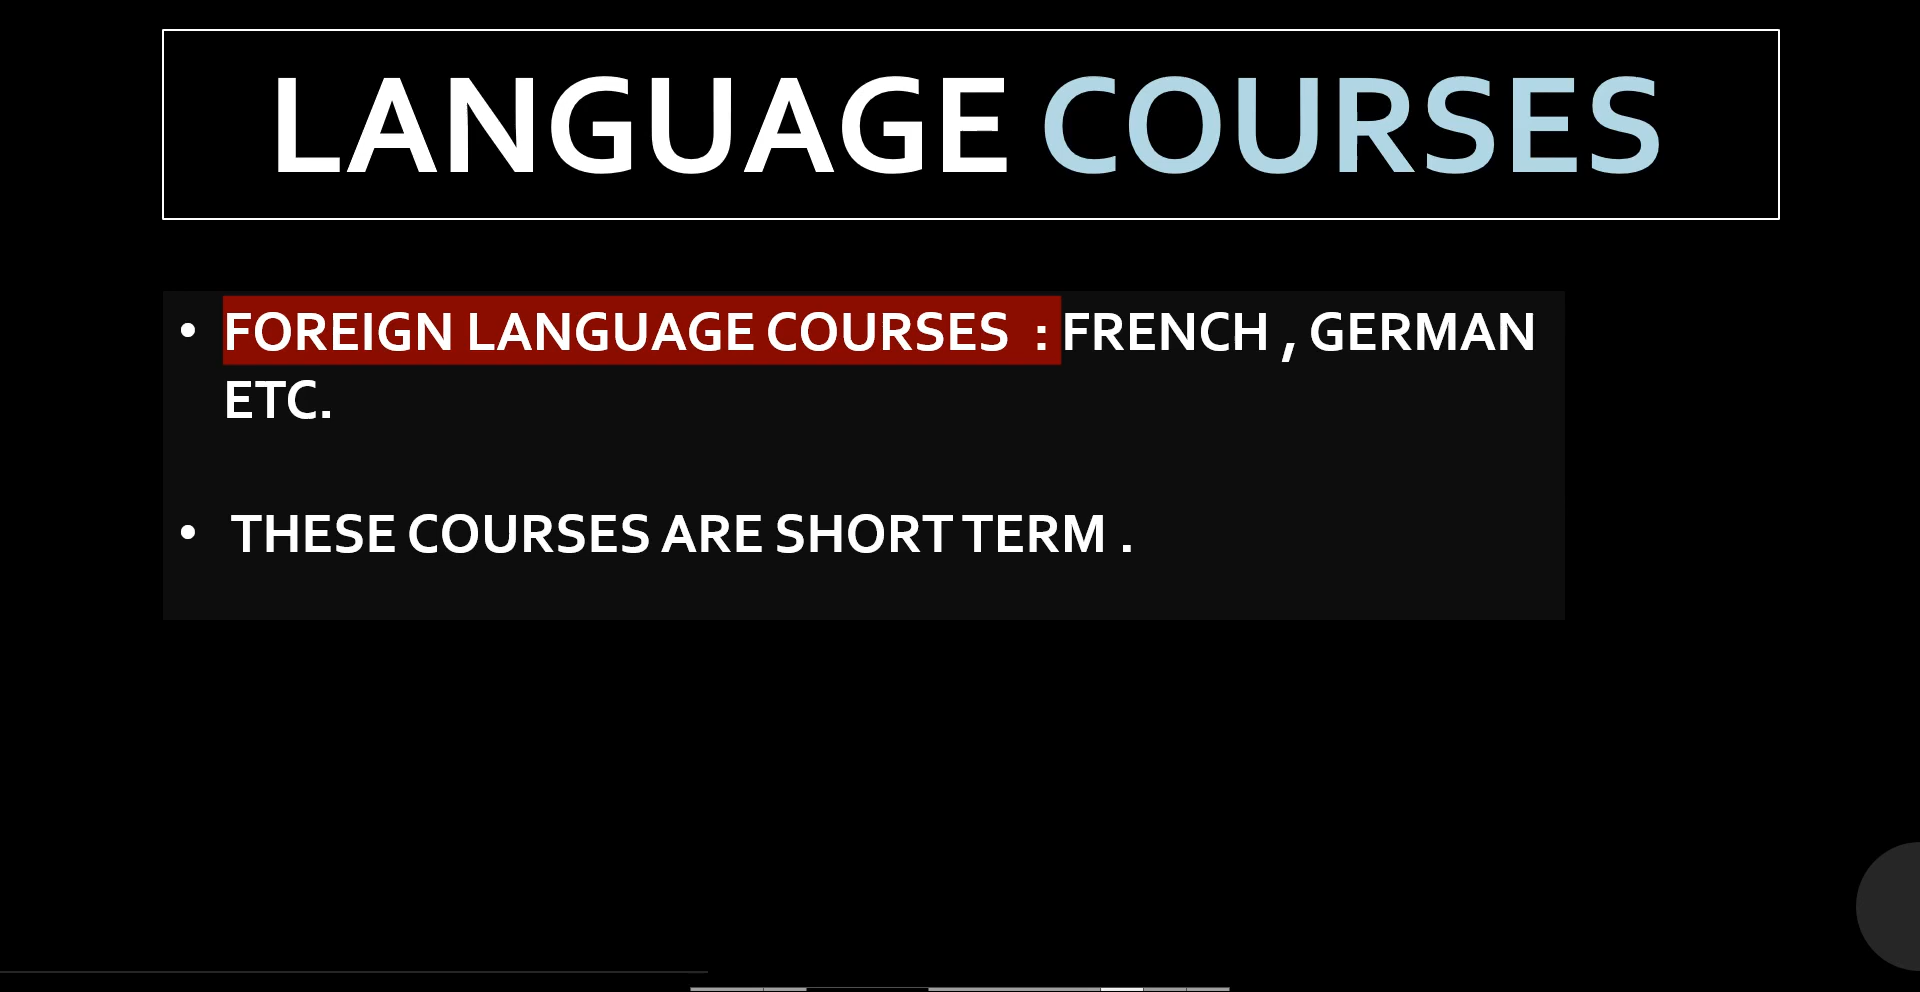 LANGUAGE COURSES
• FOREIGN LANGUAGE COURSES : FRENCH , GERMAN
ETC.
• THESE COURSES ARE SHORT TERM .